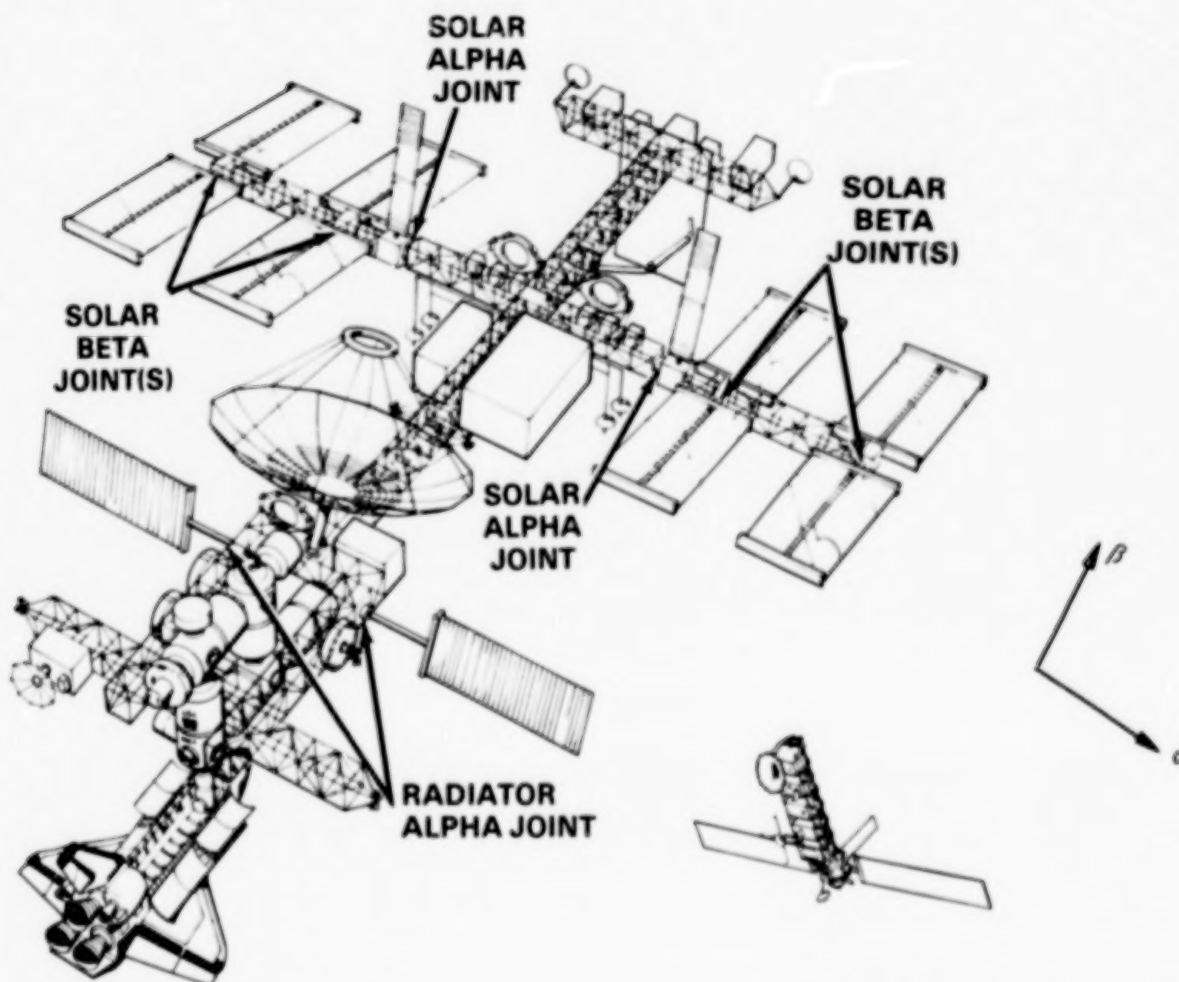 SOLAR
ALPHA
JOINT
SOLAR
BETA
JOINT(S)
SOLAR
BETA
JOINT(S)
SOLAR
ALPHA
JOINT
β
RADIATOR
ALPHA JOINT